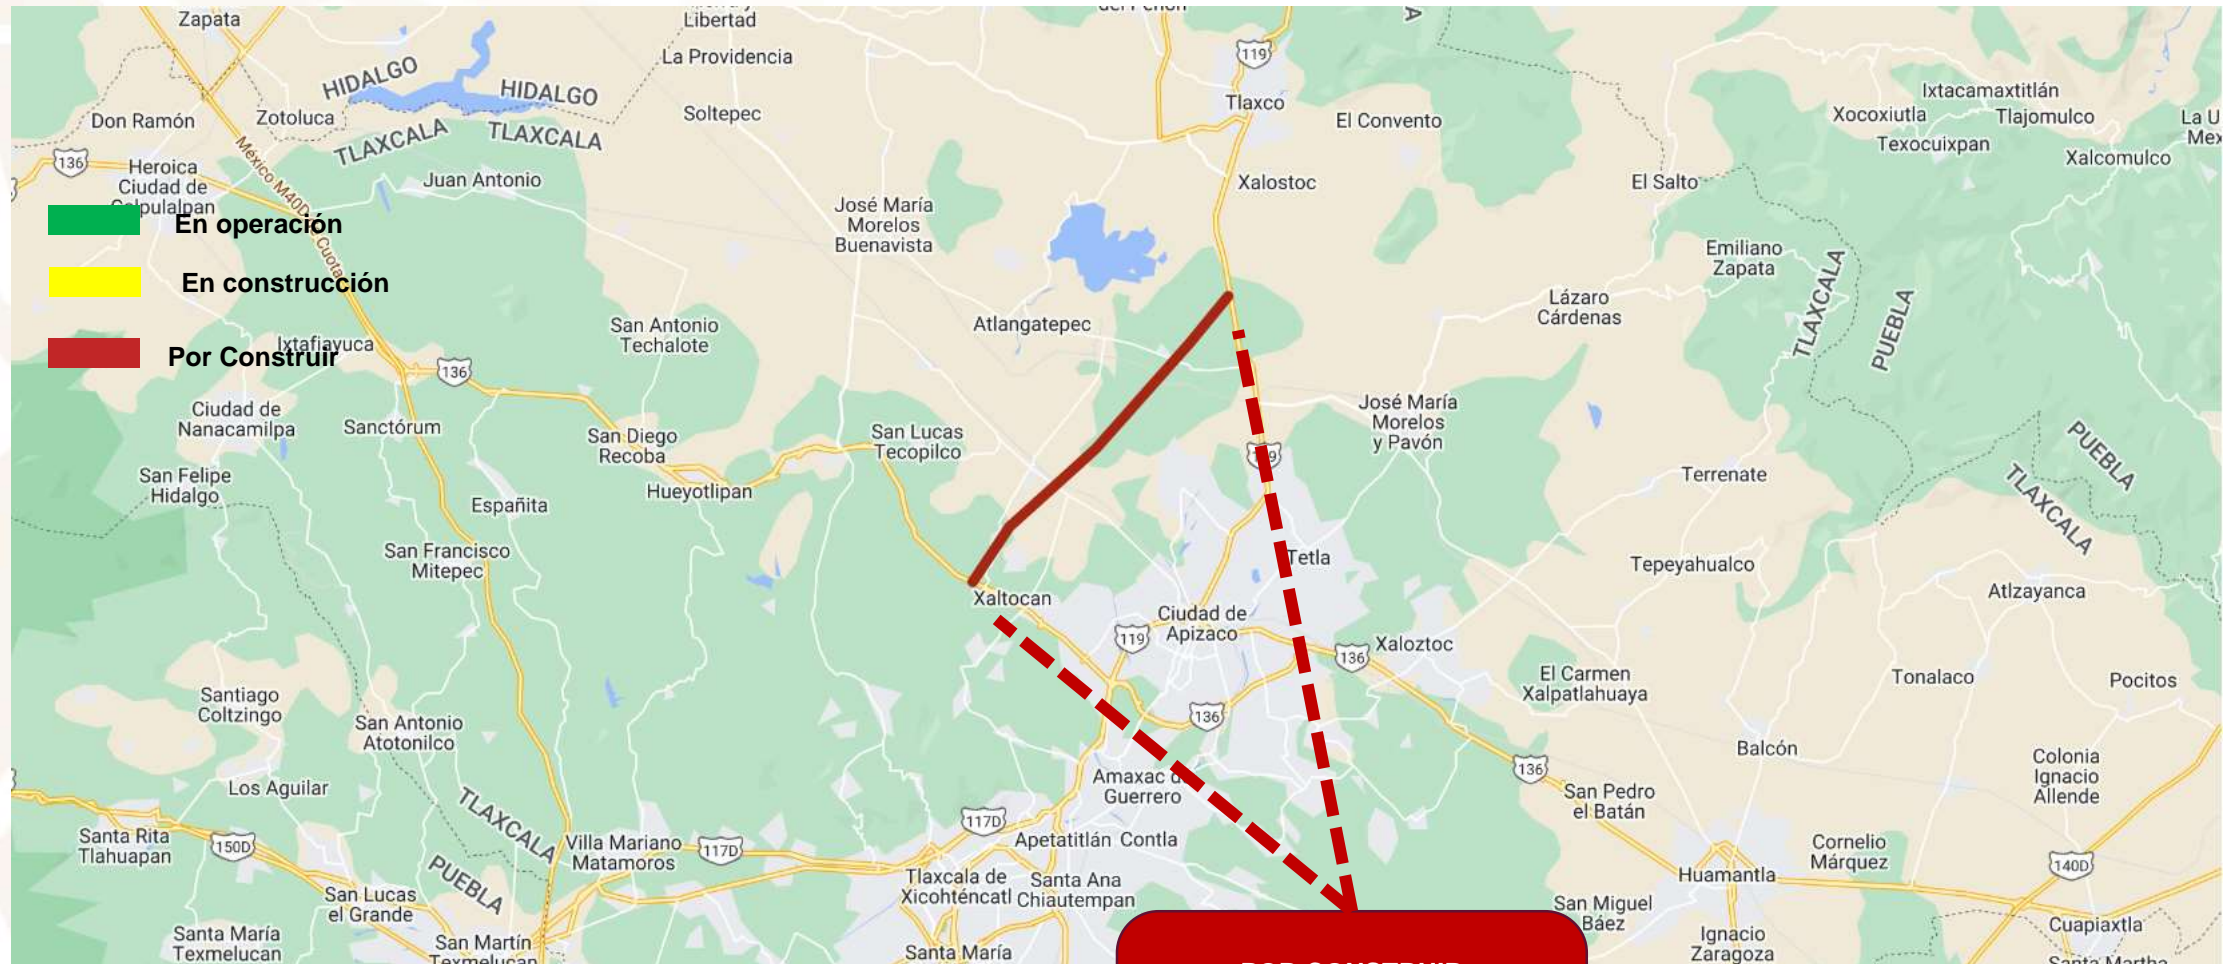 Zapata
Libertad
La Providencia
119
HIDALGO
HIDALGO
Don Ramón
Zotoluca
Soltepec
Tlaxco
El Convento
Ixtacamaxtitlán
Xocoxiutla
Tlajomulco
Texocuixpan
La U
Mex
Xalcomulco
TLAXCALA
TLAXCALA
136
Heroica
Ciudad de
Calpulalpan
México M40D Cuota
Juan Antonio
Xalostoc
El Salto
José María
Morelos
Buenavista
En operación
En construcción
Por Construir
Emiliano
Zapata
TLAXCALA
PUEBLA
Lázaro
Cárdenas
San Antonio
Techalote
Atlangatepec
136
Ciudad de
Nanacamilpa
Sanctórum
San Diego
Recoba
San Lucas
Tecopilco
José María
Morelos
y Pavón
PUEBLA
TLAXCALA
San Felipe
Hidalgo
Españita
Hueyotlipan
Terrenate
San Francisco
Mitepec
Tetla
Tepeyahualco
Atlzayanca
Xaltocan
Ciudad de
Apizaco
119
136
Xaloztoc
El Carmen
Xalpatlahuaya
Tonalaco
Pocitos
Santiago
Coltzingo
San Antonio
Atotonilco
136
Balcón
Colonia
Ignacio
Allende
Los Aguilar
Amaxac de
Guerrero
136
San Pedro
el Batán
TLAXCALA
PUEBLA
Santa Rita
Tlahuapan
150D
Villa Mariano
Matamoros
117D
117D
Apetatitlán
Contla
Cornelio
Márquez
140D
Huamantla
Tlaxcala de
Xicohténcatl
Santa Ana
Chiautempan
San Lucas
el Grande
San Miguel
Báez
Cuapiaxtla
Santa María
Texmelucan
San Martín
Texmelucan
Santa María
Ignacio
Zaragoza
Santa Martha
POR CONSTRUIR